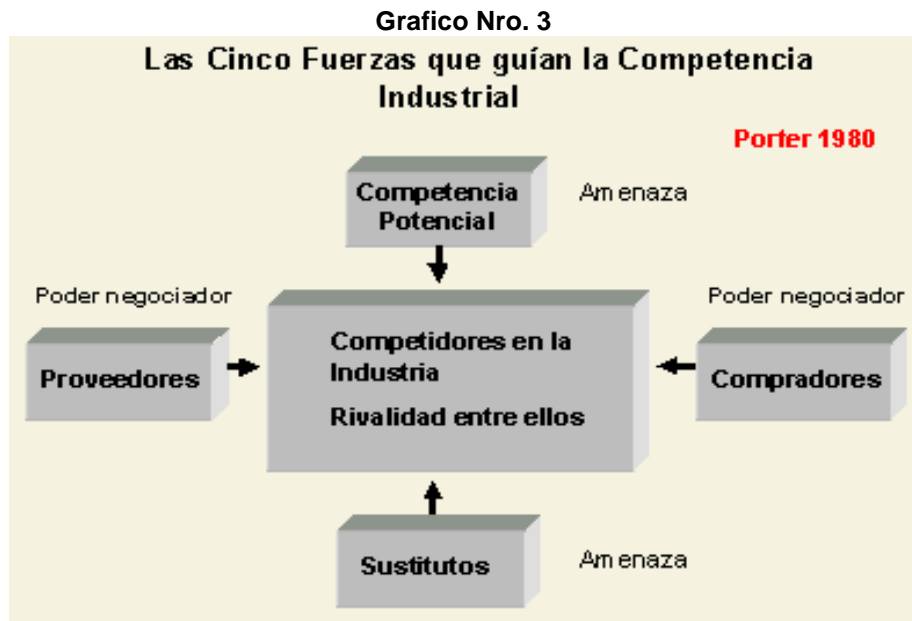 Grafico Nro. 3
Las Cinco Fuerzas que guían la Competencia
Industrial
Porter 1980
Competencia
Potencial
Amenaza
Poder negociador
Poder negociador
Proveedores
Competidores en la
Industria
Rivalidad entre ellos
Compradores
Sustitutos
Amenaza